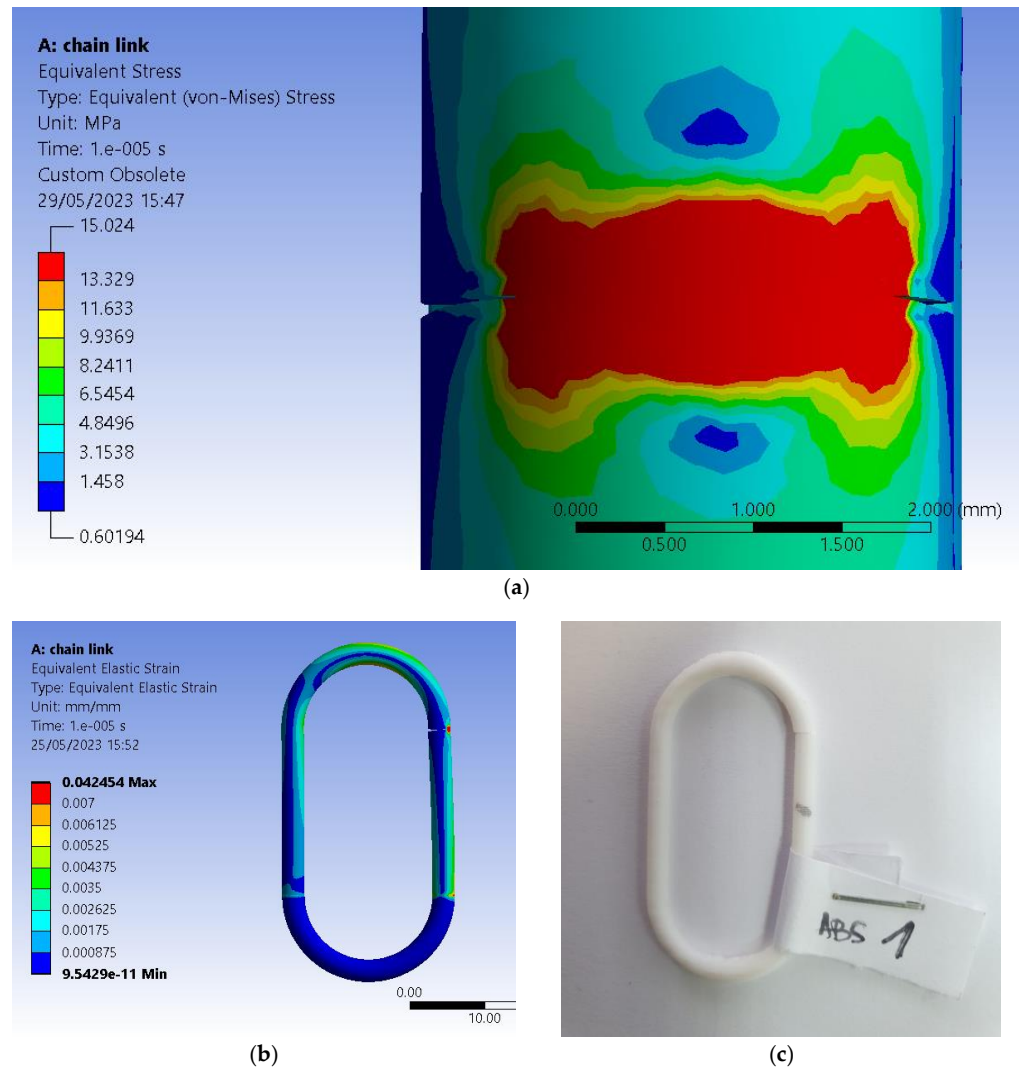 A: chain link
Equivalent Stress
Type: Equivalent (von-Mises) Stress
Unit: MPa
Time: 1.e-005 s
Custom Obsolete
29/05/2023 15:47
15.024
13.329
11.633
9.9369
8.2411
6.5454
4.8496
3.1538
1.458
0.60194
0.000 1.000 2.000 (mm)
0.500 1.500
(a)
A: chain link
Equivalent Elastic Strain
Type: Equivalent Elastic Strain
Unit: mm/mm
Time: 1.e-005 s
25/05/2023 15:52
0.042454 Max
0.007
0.006125
0.00525
0.004375
0.0035
0.002625
0.00175
0.000875
9.5429e-11 Min
0.00
10.00
(b)
ABS 1
(c)